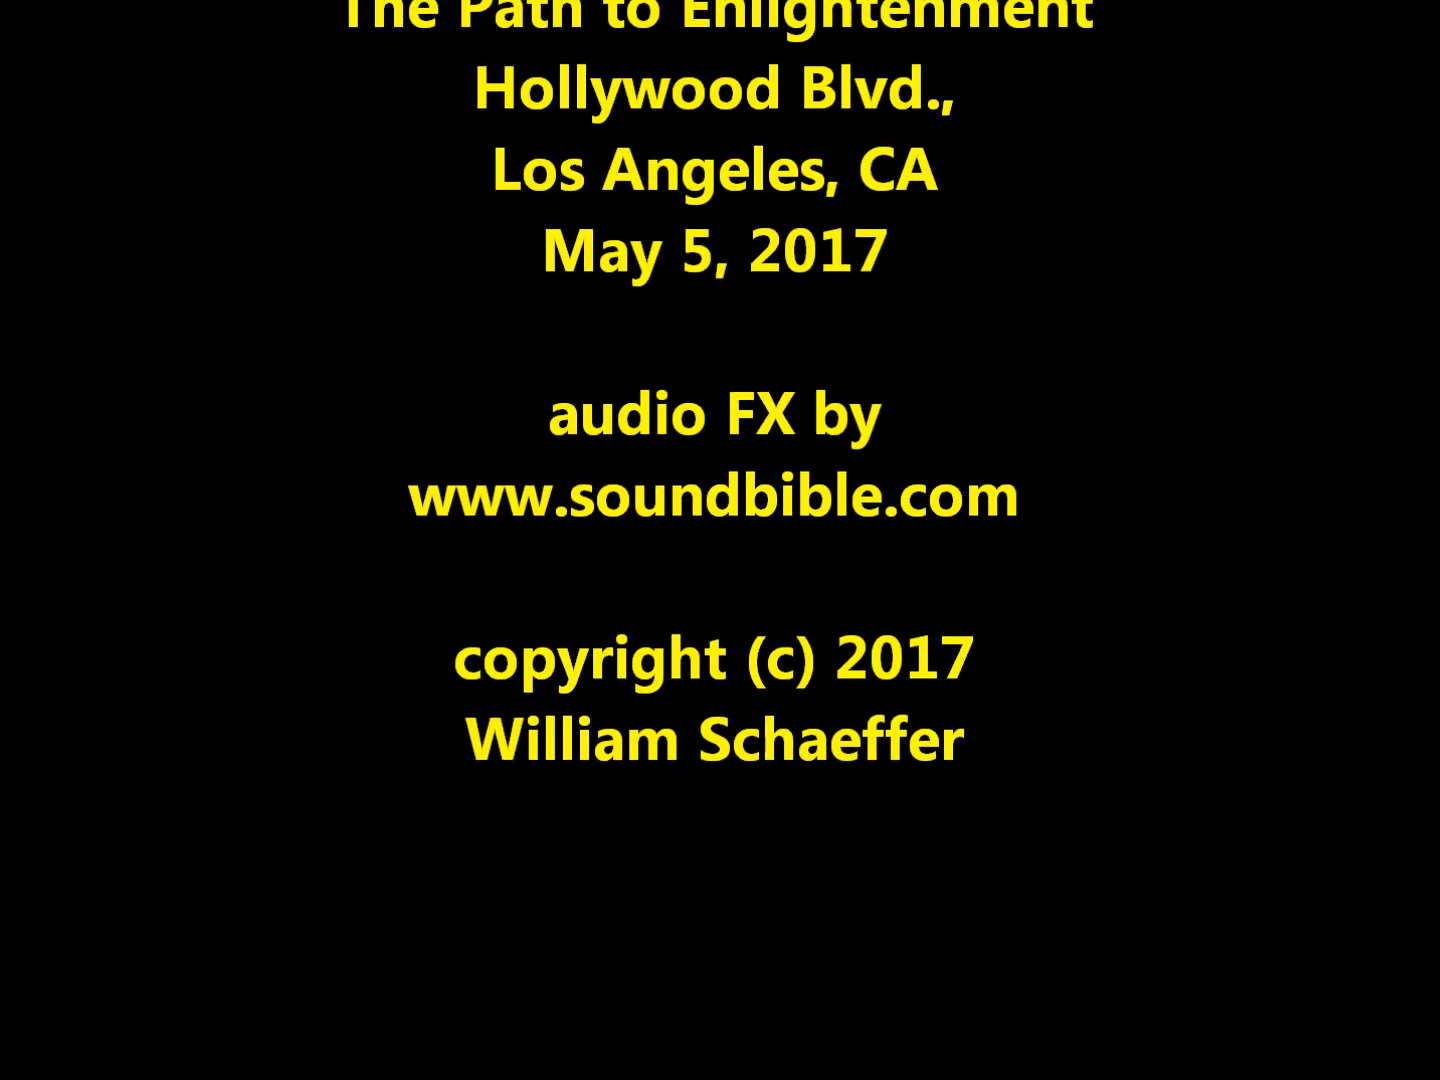 The Path to Enlightenment
Hollywood Blvd.,
Los Angeles, CA
May 5, 2017
audio FX by
www.soundbible.com
copyright (c) 2017
William Schaeffer